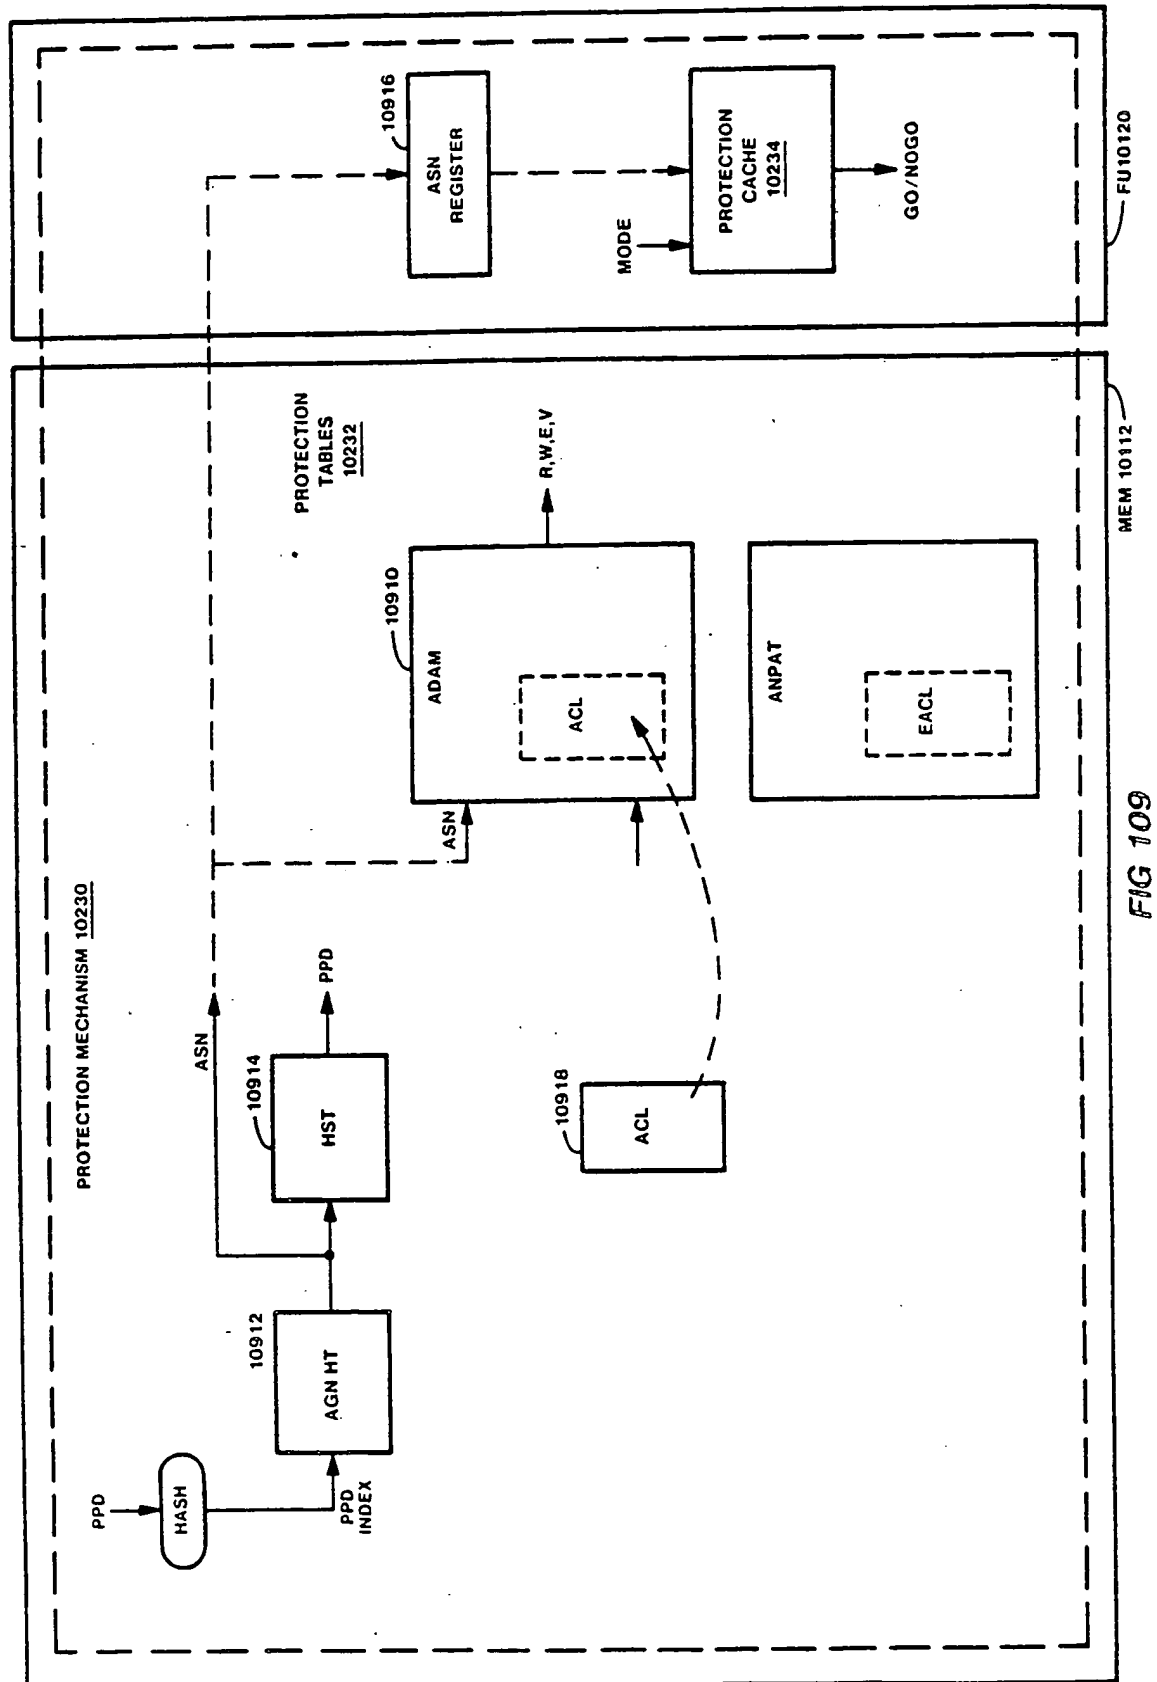 PROTECTION MECHANISM 10230
PPD
HASH
PPD
INDEX
AGN HT
10912
ASN
HST
10914
PPD
ACL
10918
ASN
ADAM
10910
ACL
R,W,E,V
PROTECTION
TABLES
10232
ANPAT
EACL
MEM 10112
10916
ASN
REGISTER
MODE
PROTECTION
CACHE
10234
GO/NOGO
FU10120
FIG 109